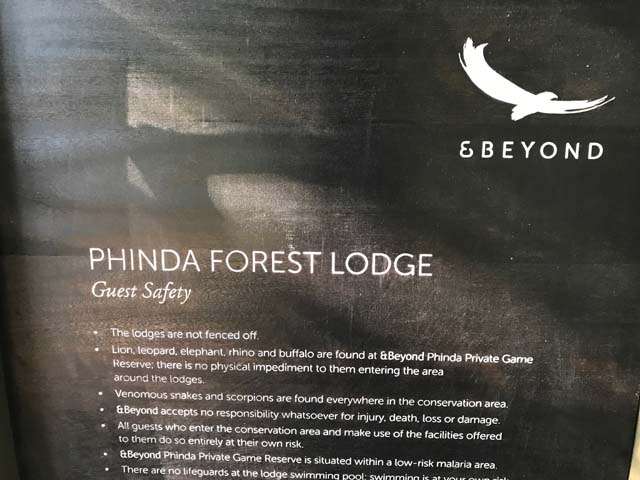 &BEYOND
PHINDA FOREST LODGE
Guest Safety
• The lodges are not fenced off.
• Lion, leopard, elephant, rhino and buffalo are found at &Beyond Phinda Private Game
Reserve; there is no physical impediment to them entering the area
around the lodges.
• Venomous snakes and scorpions are found everywhere in the conservation area.
• &Beyond accepts no responsibility whatsoever for injury, death, loss or damage.
• All guests who enter the conservation area and make use of the facilities offered
to them do so entirely at their own risk.
• &Beyond Phinda Private Game Reserve is situated within a low-risk malaria area.
• There are no lifeguards at the lodge swimming pool; swimming is at your own risk